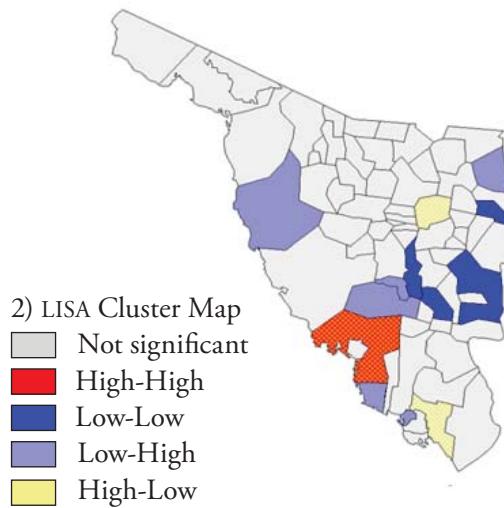 2) LISA Cluster Map
Not significant
High-High
Low-Low
Low-High
High-Low